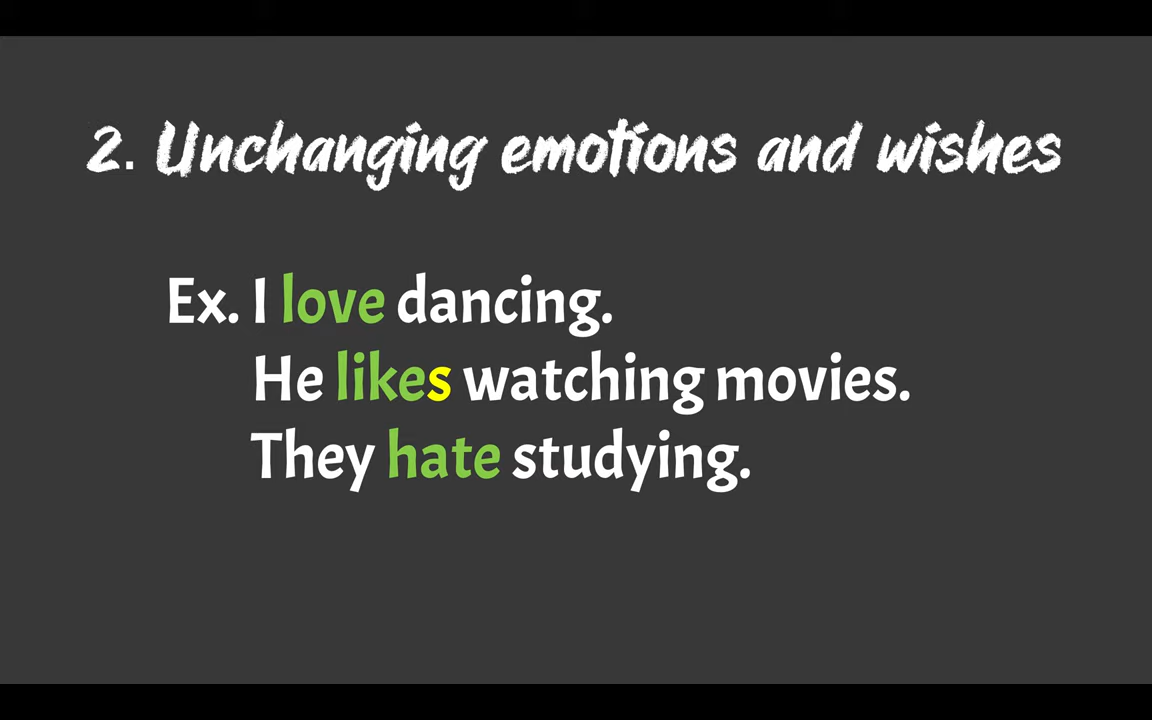 2. Unchanging emotions and wishes
Ex. I love dancing.
He likes watching movies.
They hate studying.